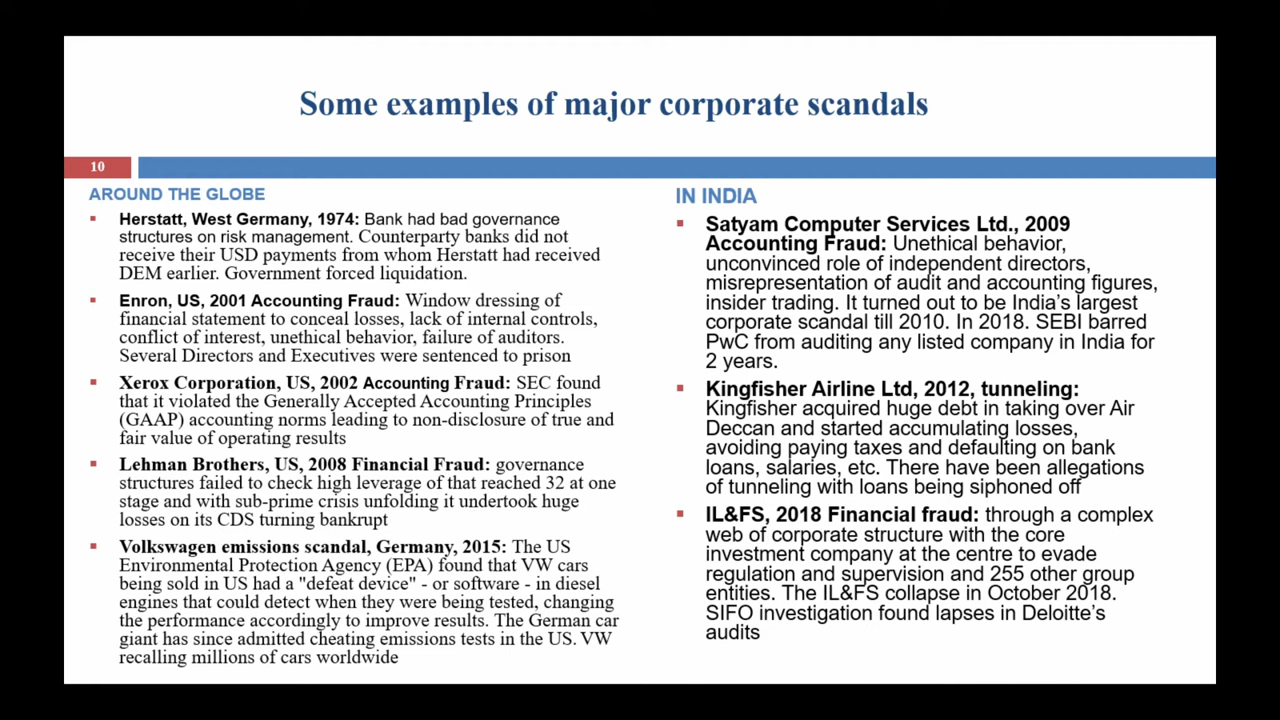 Some examples of major corporate scandals
10
AROUND THE GLOBE
Herstatt, West Germany, 1974: Bank had bad governance
structures on risk management. Counterparty banks did not
receive their USD payments from whom Herstatt had received
DEM earlier. Government forced liquidation.
Enron, US, 2001 Accounting Fraud: Window dressing of
financial statement to conceal losses, lack of internal controls,
conflict of interest, unethical behavior, failure of auditors.
Several Directors and Executives were sentenced to prison
Xerox Corporation, US, 2002 Accounting Fraud: SEC found
that it violated the Generally Accepted Accounting Principles
(GAAP) accounting norms leading to non-disclosure of true and
fair value of operating results
Lehman Brothers, US, 2008 Financial Fraud: governance
structures failed to check high leverage of that reached 32 at one
stage and with sub-prime crisis unfolding it undertook huge
losses on its CDS turning bankrupt
Volkswagen emissions scandal, Germany, 2015: The US
Environmental Protection Agency (EPA) found that VW cars
being sold in US had a "defeat device" - or software - in diesel
engines that could detect when they were being tested, changing
the performance accordingly to improve results. The German car
giant has since admitted cheating emissions tests in the US. VW
recalling millions of cars worldwide
IN INDIA
Satyam Computer Services Ltd., 2009
Accounting Fraud: Unethical behavior,
unconvinced role of independent directors,
misrepresentation of audit and accounting figures,
insider trading. It turned out to be India’s largest
corporate scandal till 2010. In 2018. SEBI barred
PwC from auditing any listed company in India for
2 years.
Kingfisher Airline Ltd, 2012, tunneling:
Kingfisher acquired huge debt in taking over Air
Deccan and started accumulating losses,
avoiding paying taxes and defaulting on bank
loans, salaries, etc. There have been allegations
of tunneling with loans being siphoned off
IL&FS, 2018 Financial fraud: through a complex
web of corporate structure with the core
investment company at the centre to evade
regulation and supervision and 255 other group
entities. The IL&FS collapse in October 2018.
SIFO investigation found lapses in Deloitte’s
audits